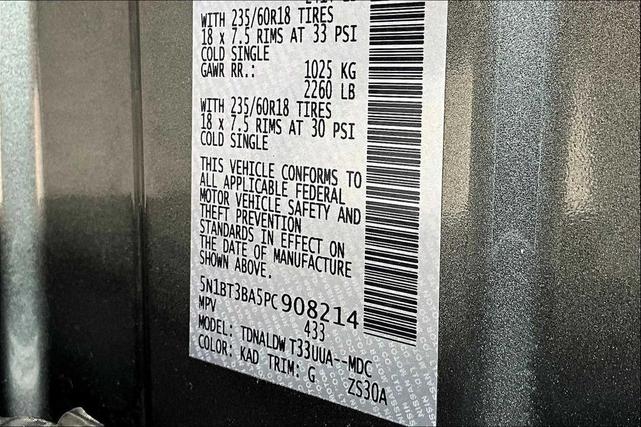 WITH 235/60R18 TIRES
18 x 7.5 RIMS AT 33 PSI
COLD SINGLE
GAWR RR.: 1025 KG
2260 LB
WITH 235/60R18 TIRES
18 x 7.5 RIMS AT 30 PSI
COLD SINGLE
THIS VEHICLE CONFORMS TO
ALL APPLICABLE FEDERAL
MOTOR VEHICLE SAFETY AND
THEFT PREVENTION
STANDARDS IN EFFECT ON
THE DATE OF MANUFACTURE
SHOWN ABOVE.
5N1BT3BA5PC908214
MPV 433
MODEL: TDNALDWT33UUA--MDC
COLOR: KAD TRIM: G ZS30A